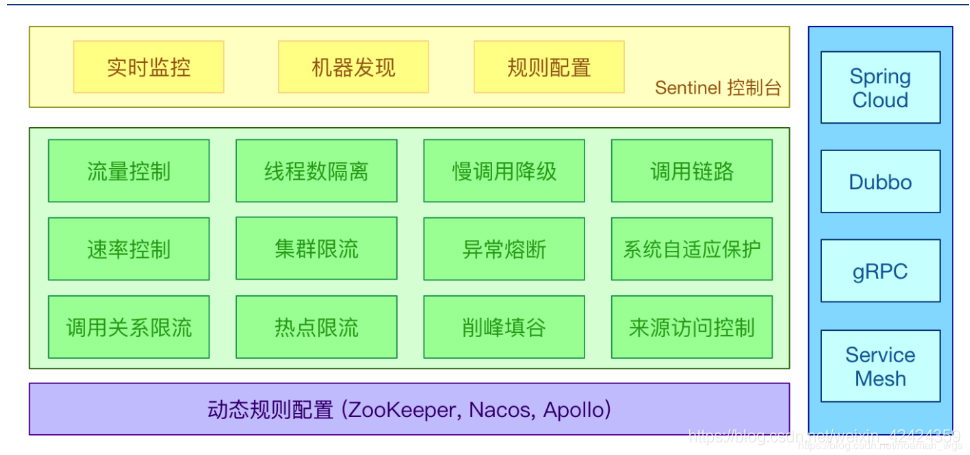 实时监控
机器发现
规则配置
Sentinel 控制台
流量控制
线程数隔离
慢调用降级
调用链路
速率控制
集群限流
异常熔断
系统自适应保护
调用关系限流
热点限流
削峰填谷
来源访问控制
动态规则配置 (ZooKeeper, Nacos, Apollo)
Spring
Cloud
Dubbo
gRPC
Service
Mesh
https://blog.csdn.net/weixin_42424359